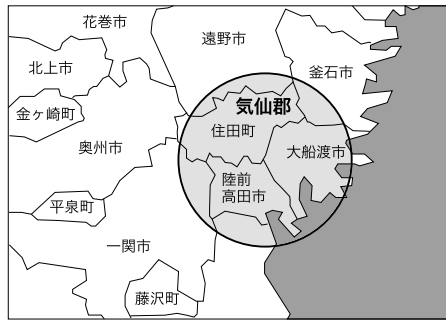 花巻市
遠野市
北上市
釜石市
金ヶ崎町
気仙郡
住田町
奥州市
大船渡市
陸前
高田市
平泉町
一関市
藤沢町